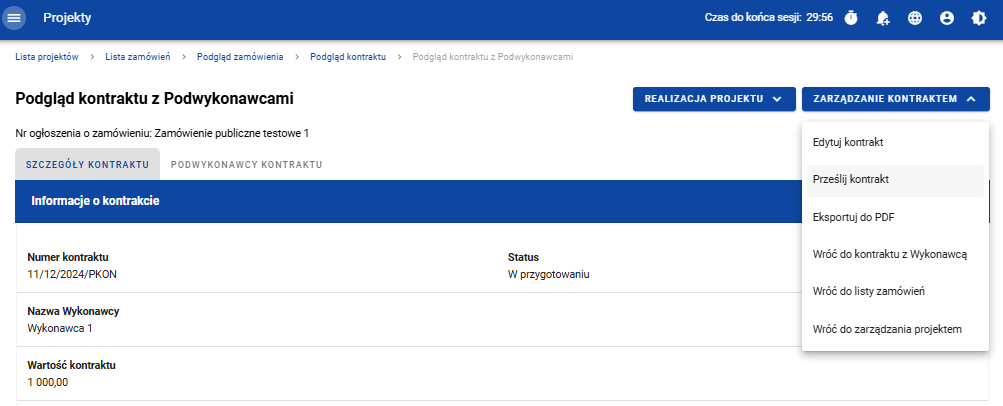 Projekty
Czas do końca sesji: 29:56
Lista projektów > Lista zamówień > Podgląd zamówienia > Podgląd kontraktu > Podgląd kontraktu z Podwykonawcami
Podgląd kontraktu z Podwykonawcami
REALIZACJA PROJEKTU
ZARZĄDZANIE KONTRAKTEM
Nr ogłoszenia o zamówieniu: Zamówienie publiczne testowe 1
Edytuj kontrakt
Prześlij kontrakt
Eksportuj do PDF
Wróć do kontraktu z Wykonawcą
Wróć do listy zamówień
Wróć do zarządzania projektem
SZCZEGÓŁY KONTRAKTU
PODWYKONAWCY KONTRAKTU
Informacje o kontrakcie
Numer kontraktu
11/12/2024/PKON
Status
W przygotowaniu
Nazwa Wykonawcy
Wykonawca 1
Wartość kontraktu
1 000,00